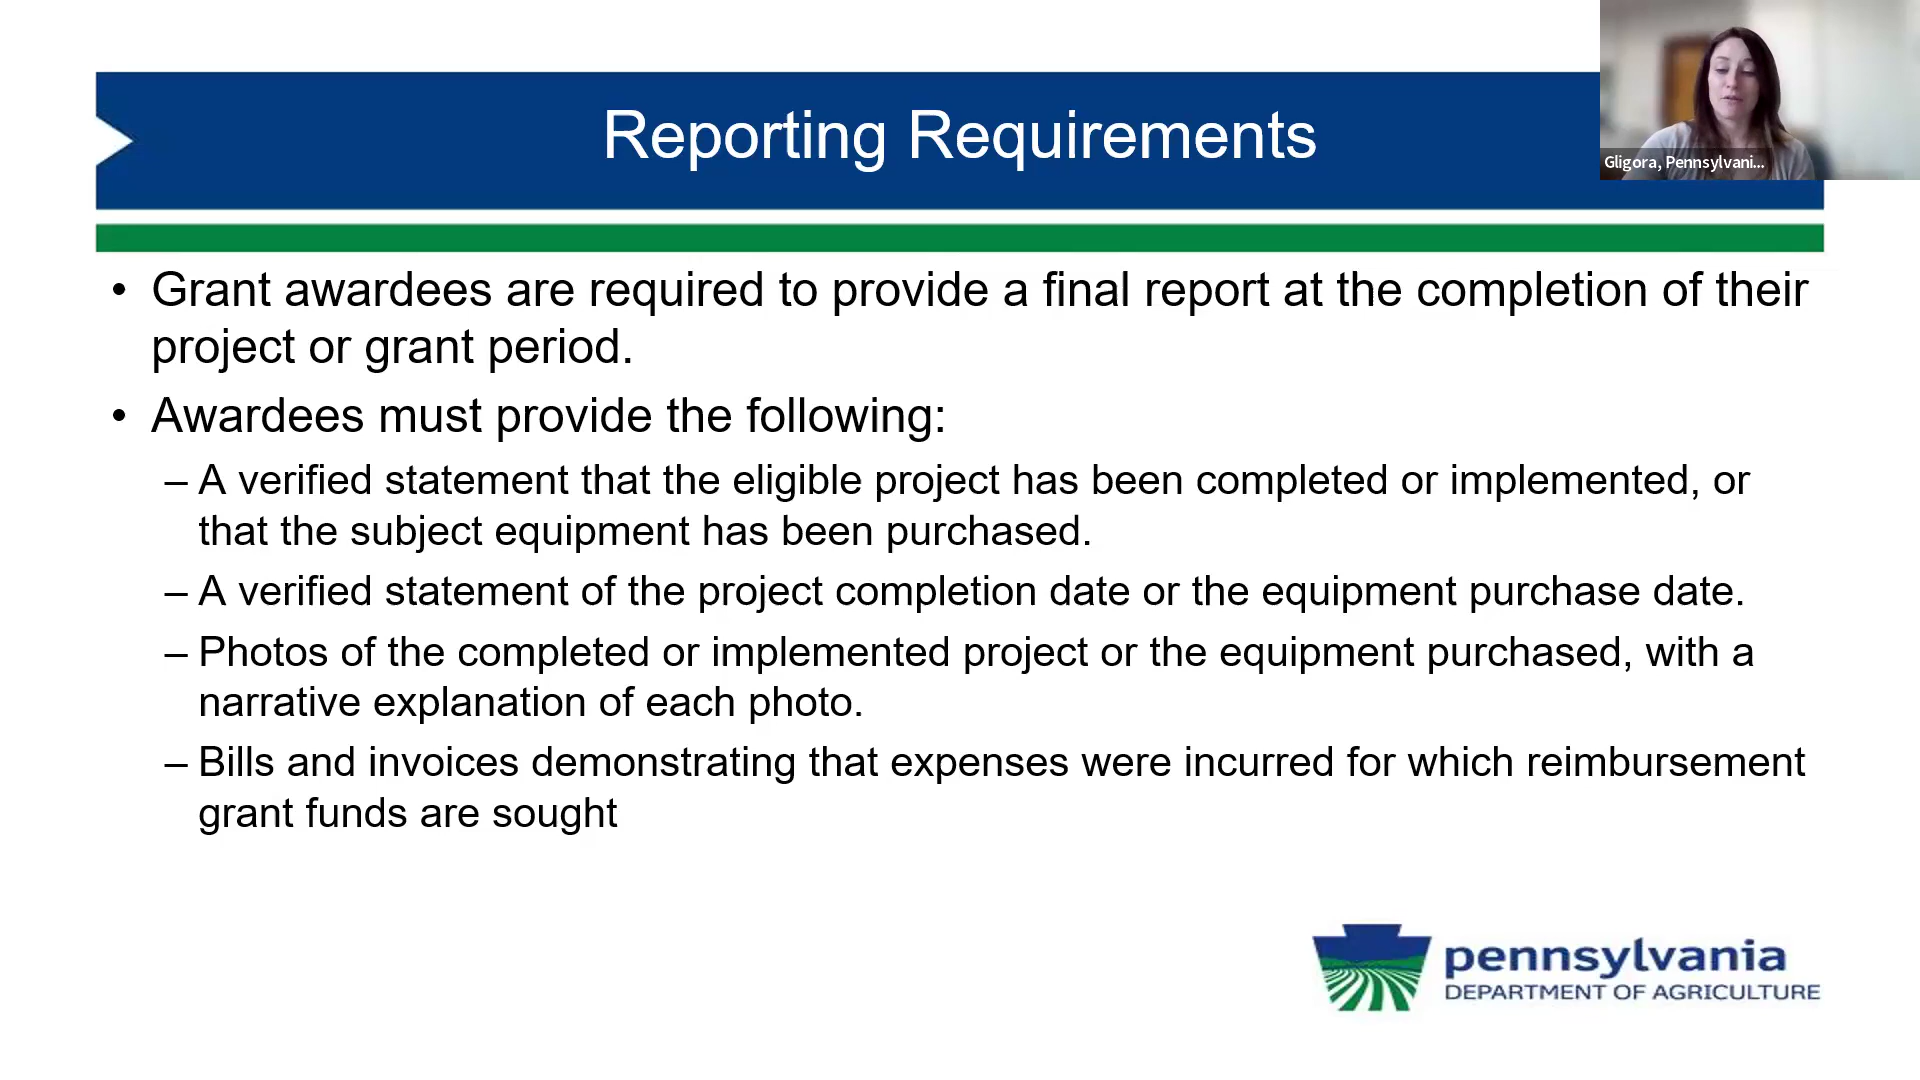 Reporting Requirements
Gligora, Pennsylvani...
• Grant awardees are required to provide a final report at the completion of their
project or grant period.
• Awardees must provide the following:
– A verified statement that the eligible project has been completed or implemented, or
that the subject equipment has been purchased.
– A verified statement of the project completion date or the equipment purchase date.
– Photos of the completed or implemented project or the equipment purchased, with a
narrative explanation of each photo.
– Bills and invoices demonstrating that expenses were incurred for which reimbursement
grant funds are sought
pennsylvania
DEPARTMENT OF AGRICULTURE